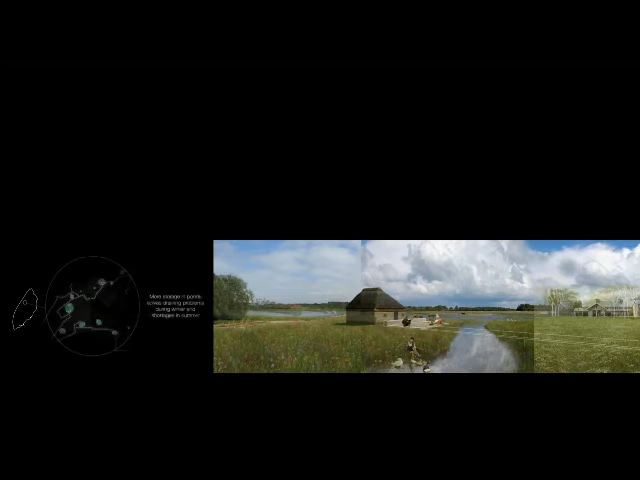 More storage in ponds
solves draining problems
during winter and
shortages in summer